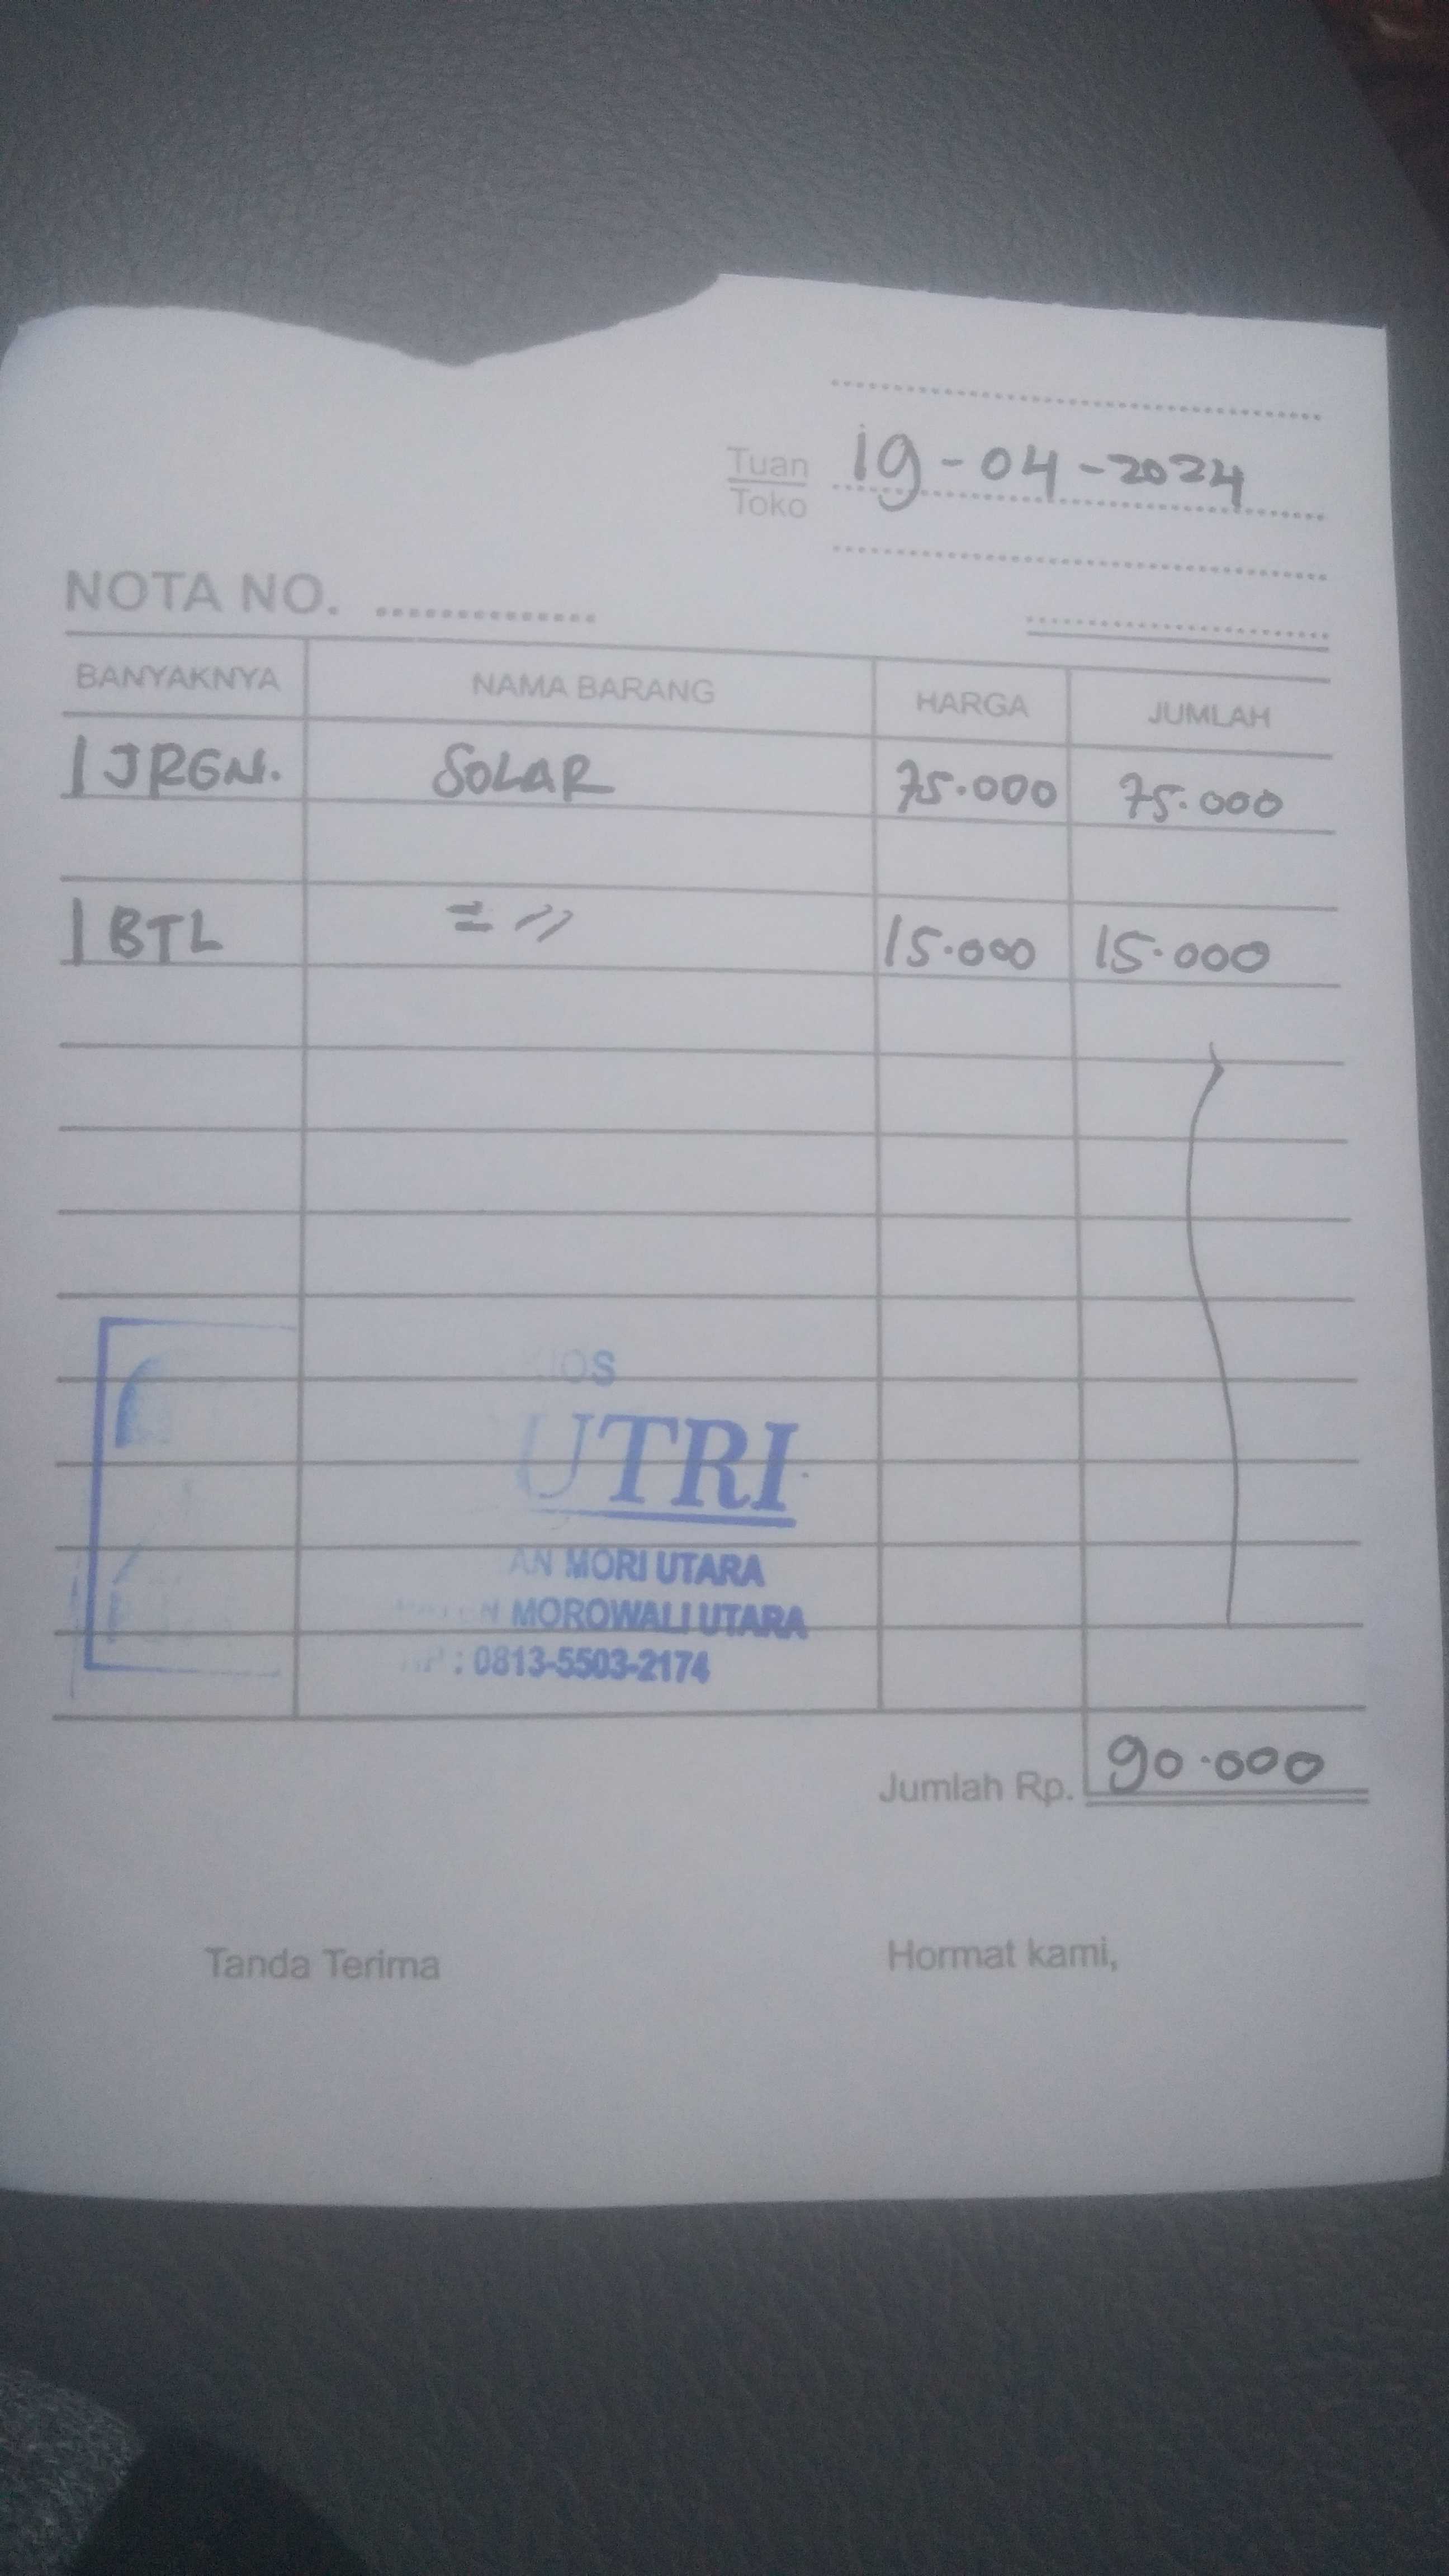 Tuan
Toko
19-04-2024
NOTA NO. ..............
BANYAKNYA NAMA BARANG HARGA JUMLAH
1 JRGN. SOLAR 75.000 75.000
1 BTL = 〃 15.000 15.000
KIOS
UTRI
AN MORI UTARA
MOROWALI UTARA
: 0813-5503-2174
Jumlah Rp. 90.000
Tanda Terima Hormat kami,